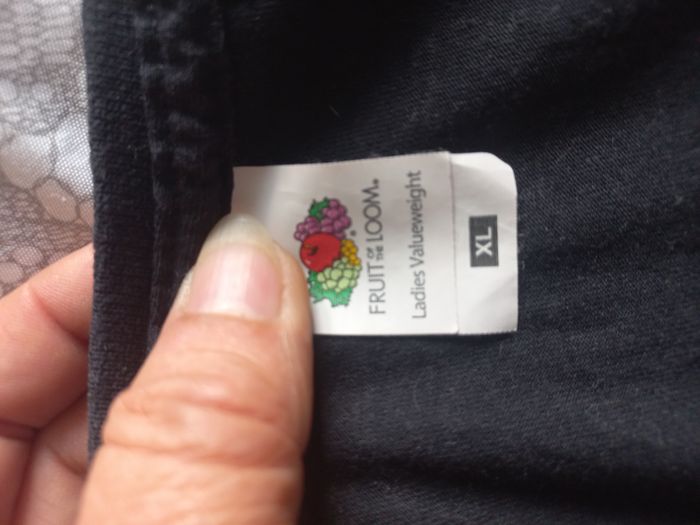 FRUIT OF THE LOOM®
Ladies Valueweight
XL